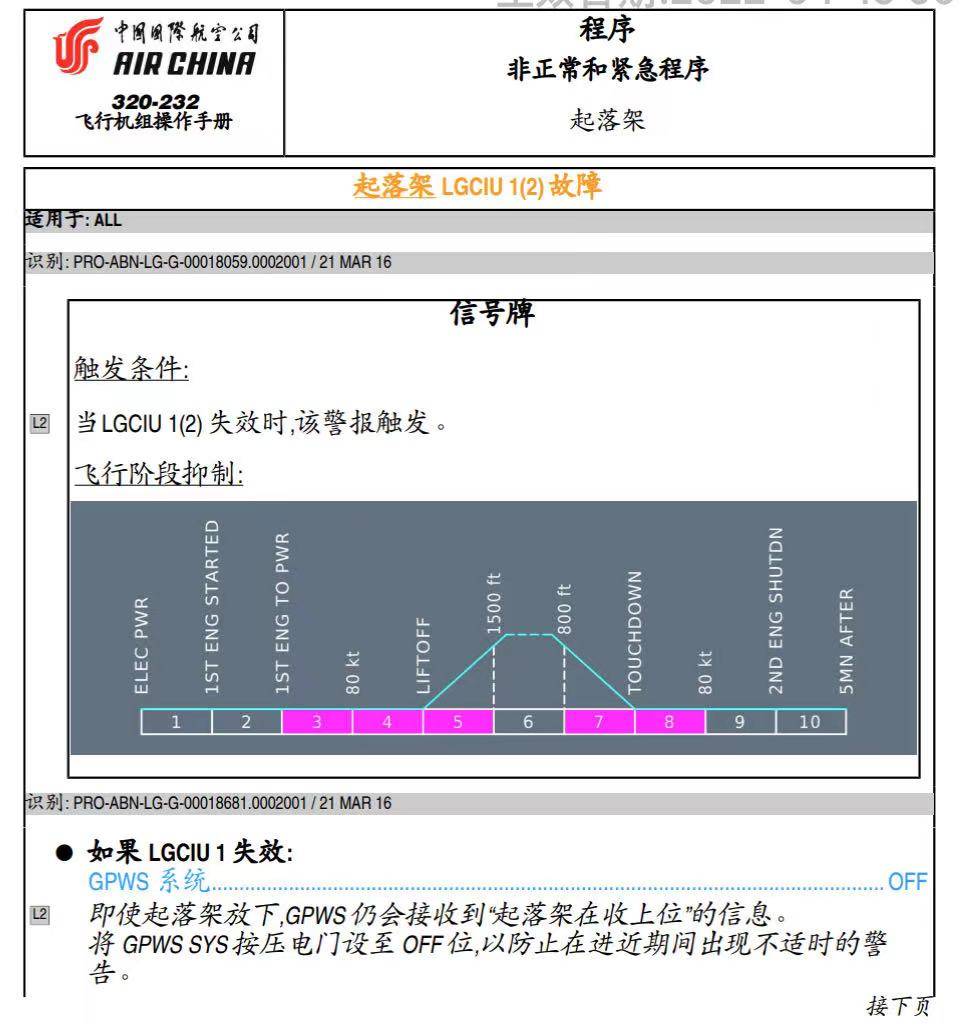 中国国际航空公司
AIR CHINA
320-232
飞行机组操作手册
程序
非正常和紧急程序
起落架
起落架 LGCIU 1(2) 故障
适用于: ALL
识别: PRO-ABN-LG-G-00018059.0002001 / 21 MAR 16
信号牌
触发条件:
L2 当 LGCIU 1(2) 失效时,该警报触发。
飞行阶段抑制:
ELEC PWR
1ST ENG STARTED
1ST ENG TO PWR
80 kt
LIFTOFF
1500 ft
800 ft
TOUCHDOWN
80 kt
2ND ENG SHUTDN
5MN AFTER
1 2 3 4 5 6 7 8 9 10
识别: PRO-ABN-LG-G-00018681.0002001 / 21 MAR 16
● 如果 LGCIU 1 失效:
GPWS 系统........................................................................................................................ OFF
L2 即使起落架放下,GPWS 仍会接收到“起落架在收上位”的信息。
将 GPWS SYS 按压电门设至 OFF 位,以防止在进近期间出现不适时的警
告。
接下页